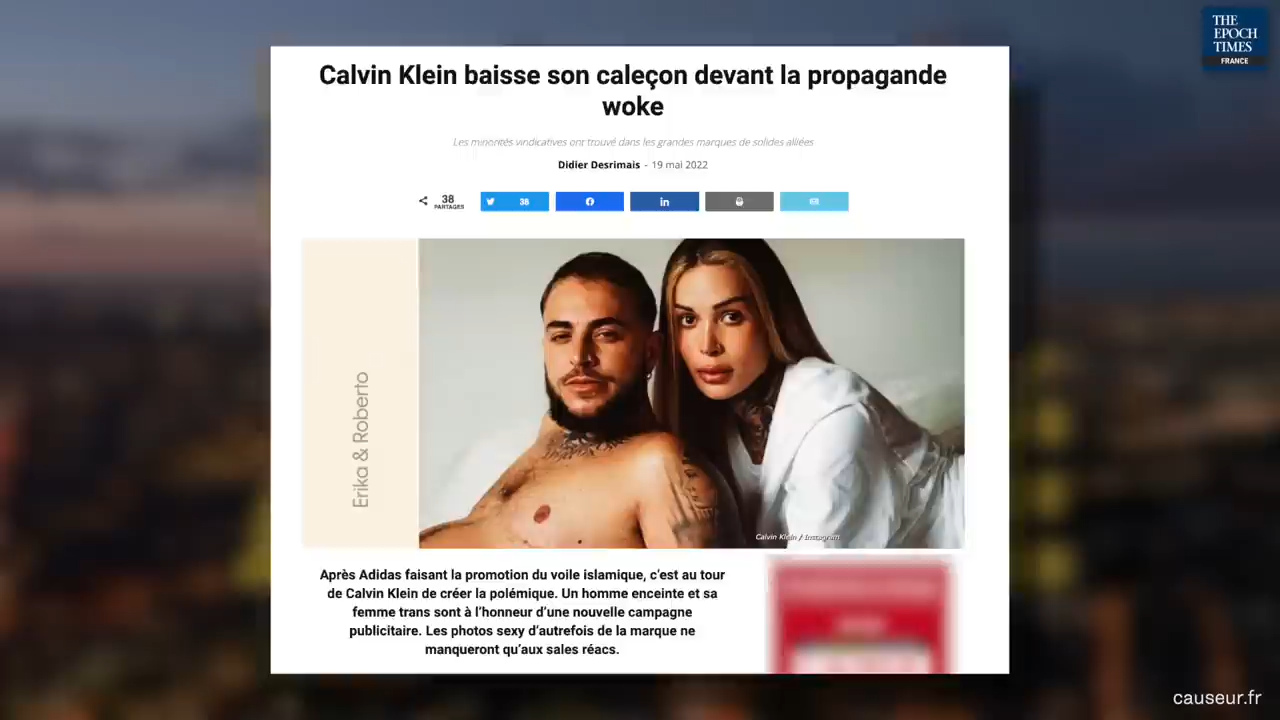 THE
EPOCH
TIMES
FRANCE
Calvin Klein baisse son caleçon devant la propagande
woke
Les minorités vindicatives ont trouvé dans les grandes marques de solides alliées
Didier Desrimais - 19 mai 2022
38
PARTAGES
38
in
Erika & Roberto
Calvin Klein / Instagram
Après Adidas faisant la promotion du voile islamique, c'est au tour
de Calvin Klein de créer la polémique. Un homme enceinte et sa
femme trans sont à l'honneur d'une nouvelle campagne
publicitaire. Les photos sexy d'autrefois de la marque ne
manqueront qu'aux sales réacs.
causeur.fr